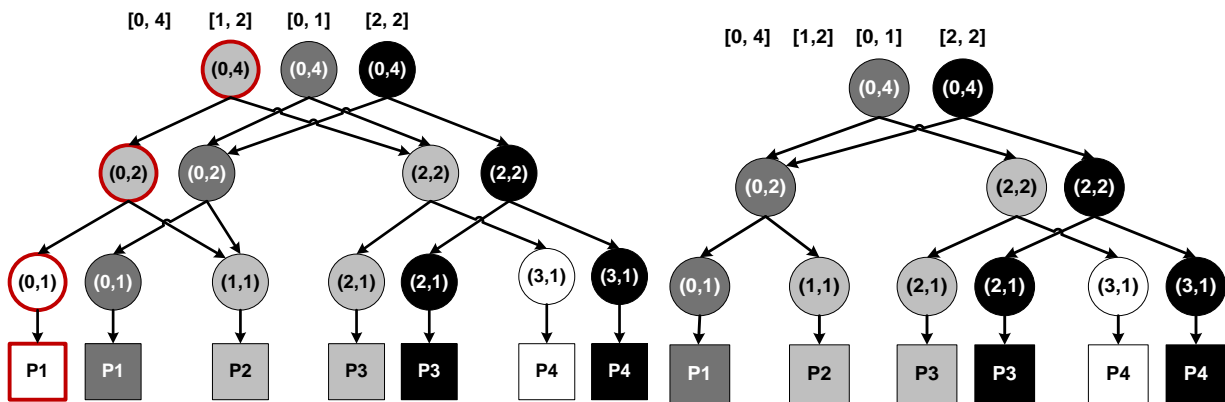 [0, 4] [1, 2] [0, 1] [2, 2]
(0,4) (0,4) (0,4)
(0,2) (0,2) (2,2) (2,2)
(0,1) (0,1) (1,1) (2,1) (2,1) (3,1) (3,1)
P1 P1 P2 P3 P3 P4 P4
[0, 4] [1,2] [0, 1] [2, 2]
(0,4) (0,4)
(0,2) (2,2) (2,2)
(0,1) (1,1) (2,1) (2,1) (3,1) (3,1)
P1 P2 P3 P3 P4 P4